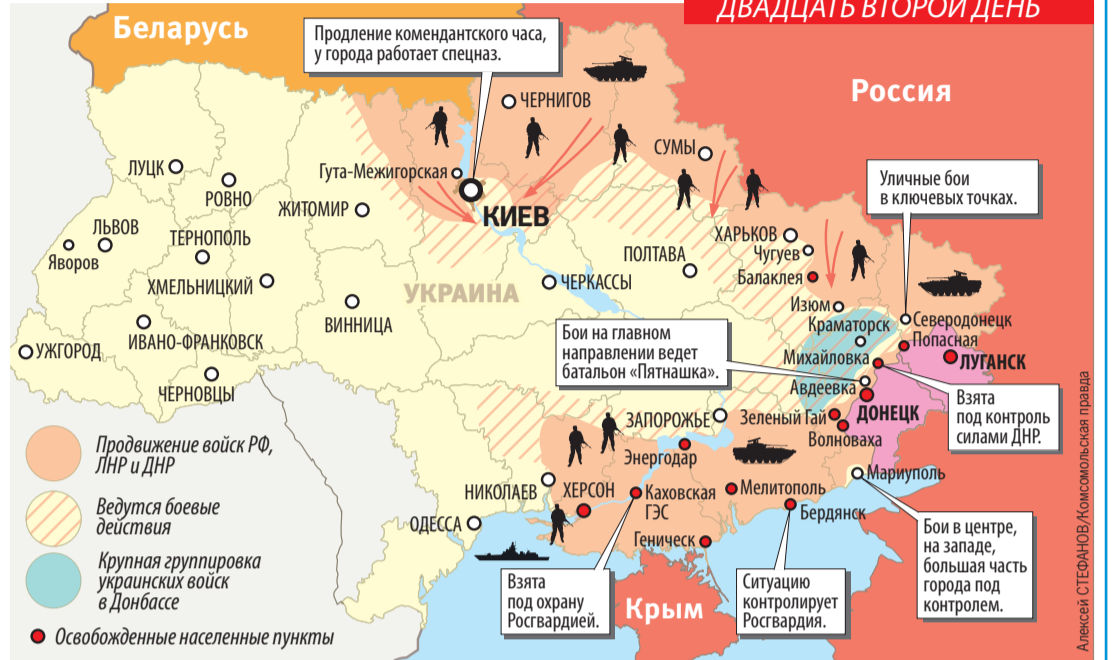 ДВАДЦАТЬ ВТОРОЙ ДЕНЬ
Беларусь
Продление комендантского часа,
у города работает спецназ.
Россия
ЧЕРНИГОВ
СУМЫ
Гута-Межигорская
КИЕВ
ЛУЦК
РОВНО
ЖИТОМИР
ЛЬВОВ
Яворов
ТЕРНОПОЛЬ
ХМЕЛЬНИЦКИЙ
УКРАИНА
ВИННИЦА
ЧЕРКАССЫ
ПОЛТАВА
ХАРЬКОВ
Чугуев
Балаклея
Уличные бои
в ключевых точках.
Изюм
Краматорск
Северодонецк
Попасная
ЛУГАНСК
Михайловка
Авдеевка
ДОНЕЦК
Бои на главном
направлении ведет
батальон «Пятнашка».
Взята
под контроль
силами ДНР.
ИВАНО-ФРАНКОВСК
УЖГОРОД
ЧЕРНОВЦЫ
ЗАПОРОЖЬЕ
Зеленый Гай
Волноваха
Энергодар
Мариуполь
НИКОЛАЕВ
ХЕРСОН
Каховская
ГЭС
Мелитополь
Бердянск
ОДЕССА
Геническ
Бои в центре,
на западе,
большая часть
города под
контролем.
Взята
под охрану
Росгвардией.
Крым
Ситуацию
контролирует
Росгвардия.
Продвижение войск РФ,
ЛНР и ДНР
Ведутся боевые
действия
Крупная группировка
украинских войск
в Донбассе
Освобожденные населенные пункты
Алексей СТЕФАНОВ/Комсомольская правда